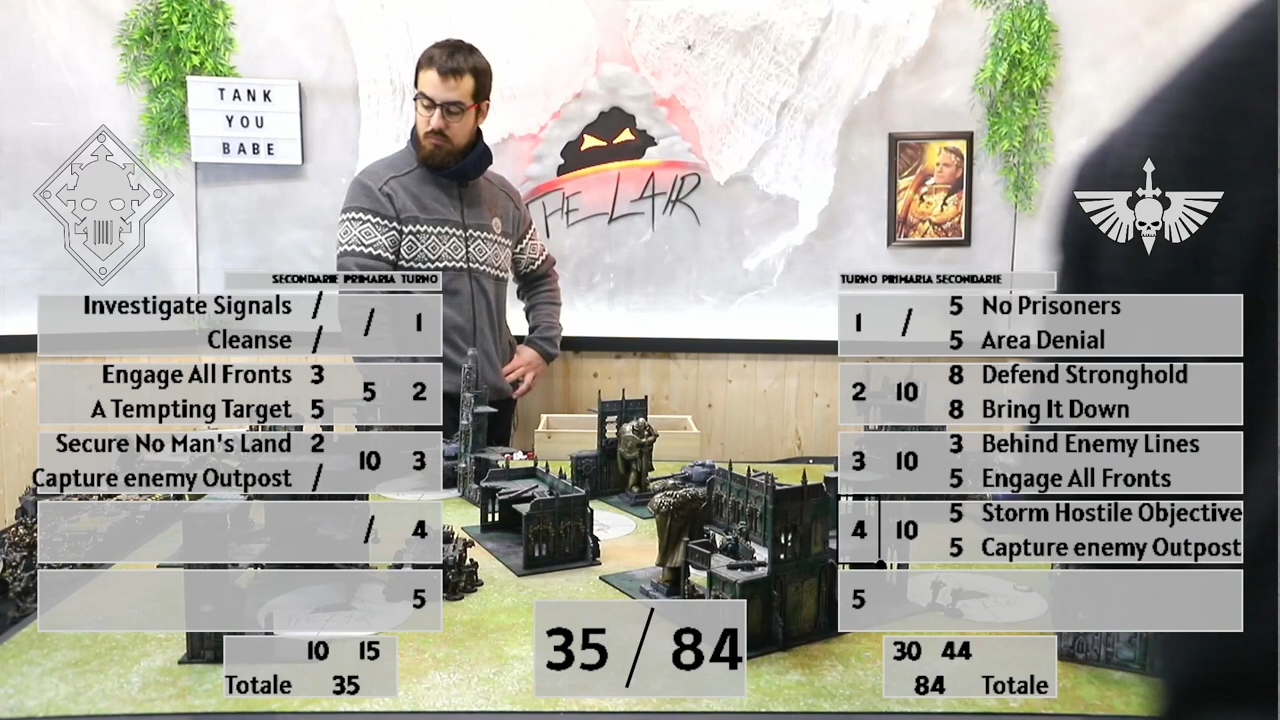 TANK
YOU
BABE
THE LAIR
SECONDARIE PRIMARIA TURNO
Investigate Signals / / 1
Cleanse /
Engage All Fronts 3 5 2
A Tempting Target 5
Secure No Man's Land 2 10 3
Capture enemy Outpost /
/ 4
5
10 15
Totale 35
35 / 84
TURNO PRIMARIA SECONDARIE
1 / 5 No Prisoners
5 Area Denial
2 10 8 Defend Stronghold
8 Bring It Down
3 10 3 Behind Enemy Lines
5 Engage All Fronts
4 10 5 Storm Hostile Objective
5 Capture enemy Outpost
5
30 44
84 Totale